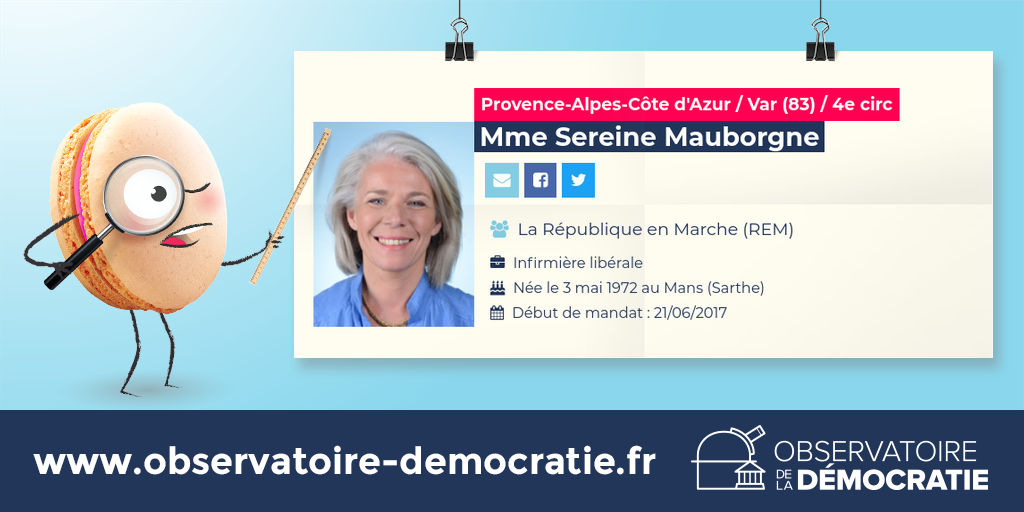 Provence-Alpes-Côte d'Azur / Var (83) / 4e circ
Mme Sereine Mauborgne
La République en Marche (REM)
Infirmière libérale
Née le 3 mai 1972 au Mans (Sarthe)
Début de mandat : 21/06/2017
www.observatoire-democratie.fr
OBSERVATOIRE
DE LA DÉMOCRATIE